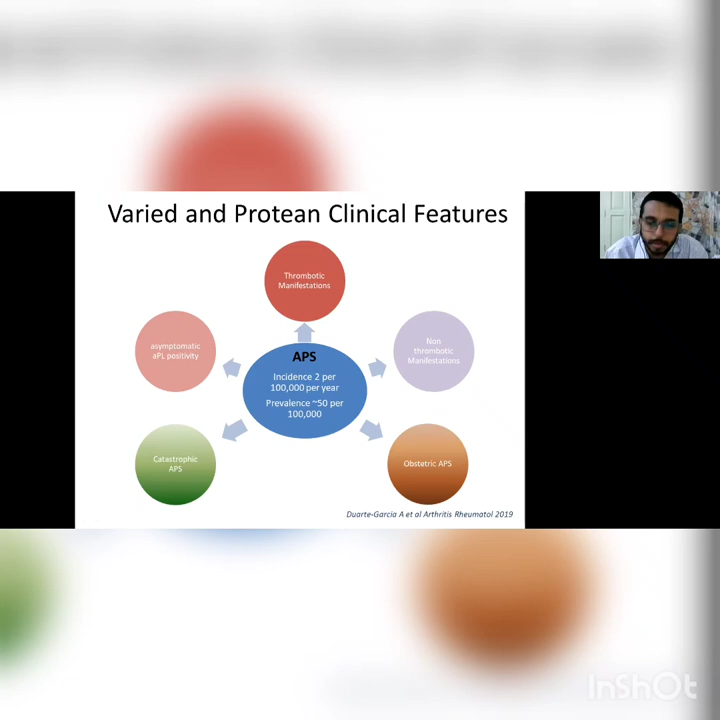 Varied and Protean Clinical Features
Thrombotic
Manifestations
asymptomatic
aPL positivity
Non
thrombotic
Manifestations
APS
Incidence 2 per
100,000 per year
Prevalence ~50 per
100,000
Catastrophic
APS
Obstetric APS
Duarte-Garcia A et al Arthritis Rheumatol 2019
InShOt